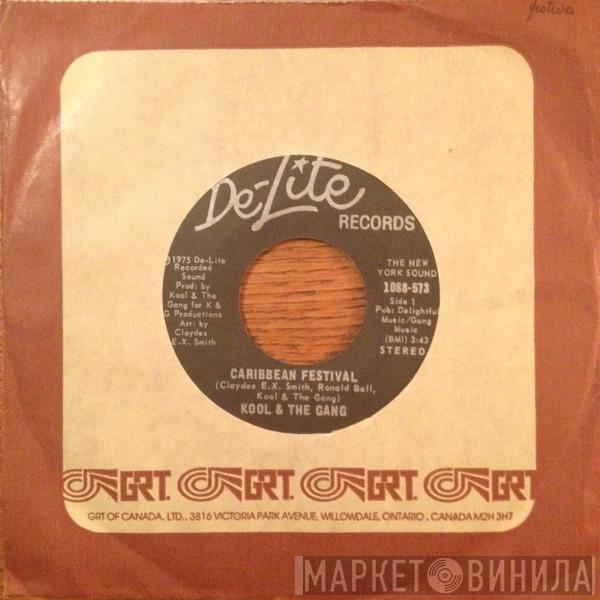 De-Lite
RECORDS
℗1975 De-Lite
Recorded
Sound
Prod: by
Kool & The
Gang for K &
G Productions
Arr: by
Claydes
E.X. Smith
THE NEW
YORK SOUND
1068-573
Side 1
Pub: Delightful
Music/Gang
Music
(BMI) 3:43
STEREO
CARIBBEAN FESTIVAL
(Claydes E.X. Smith, Ronald Bell,
Kool & The Gang)
KOOL & THE GANG
GRT. GRT. GRT. GRT
GRT OF CANADA, LTD., 3816 VICTORIA PARK AVENUE, WILLOWDALE, ONTARIO, CANADA M2H 3H7
МАРКЕТ ВИНИЛА